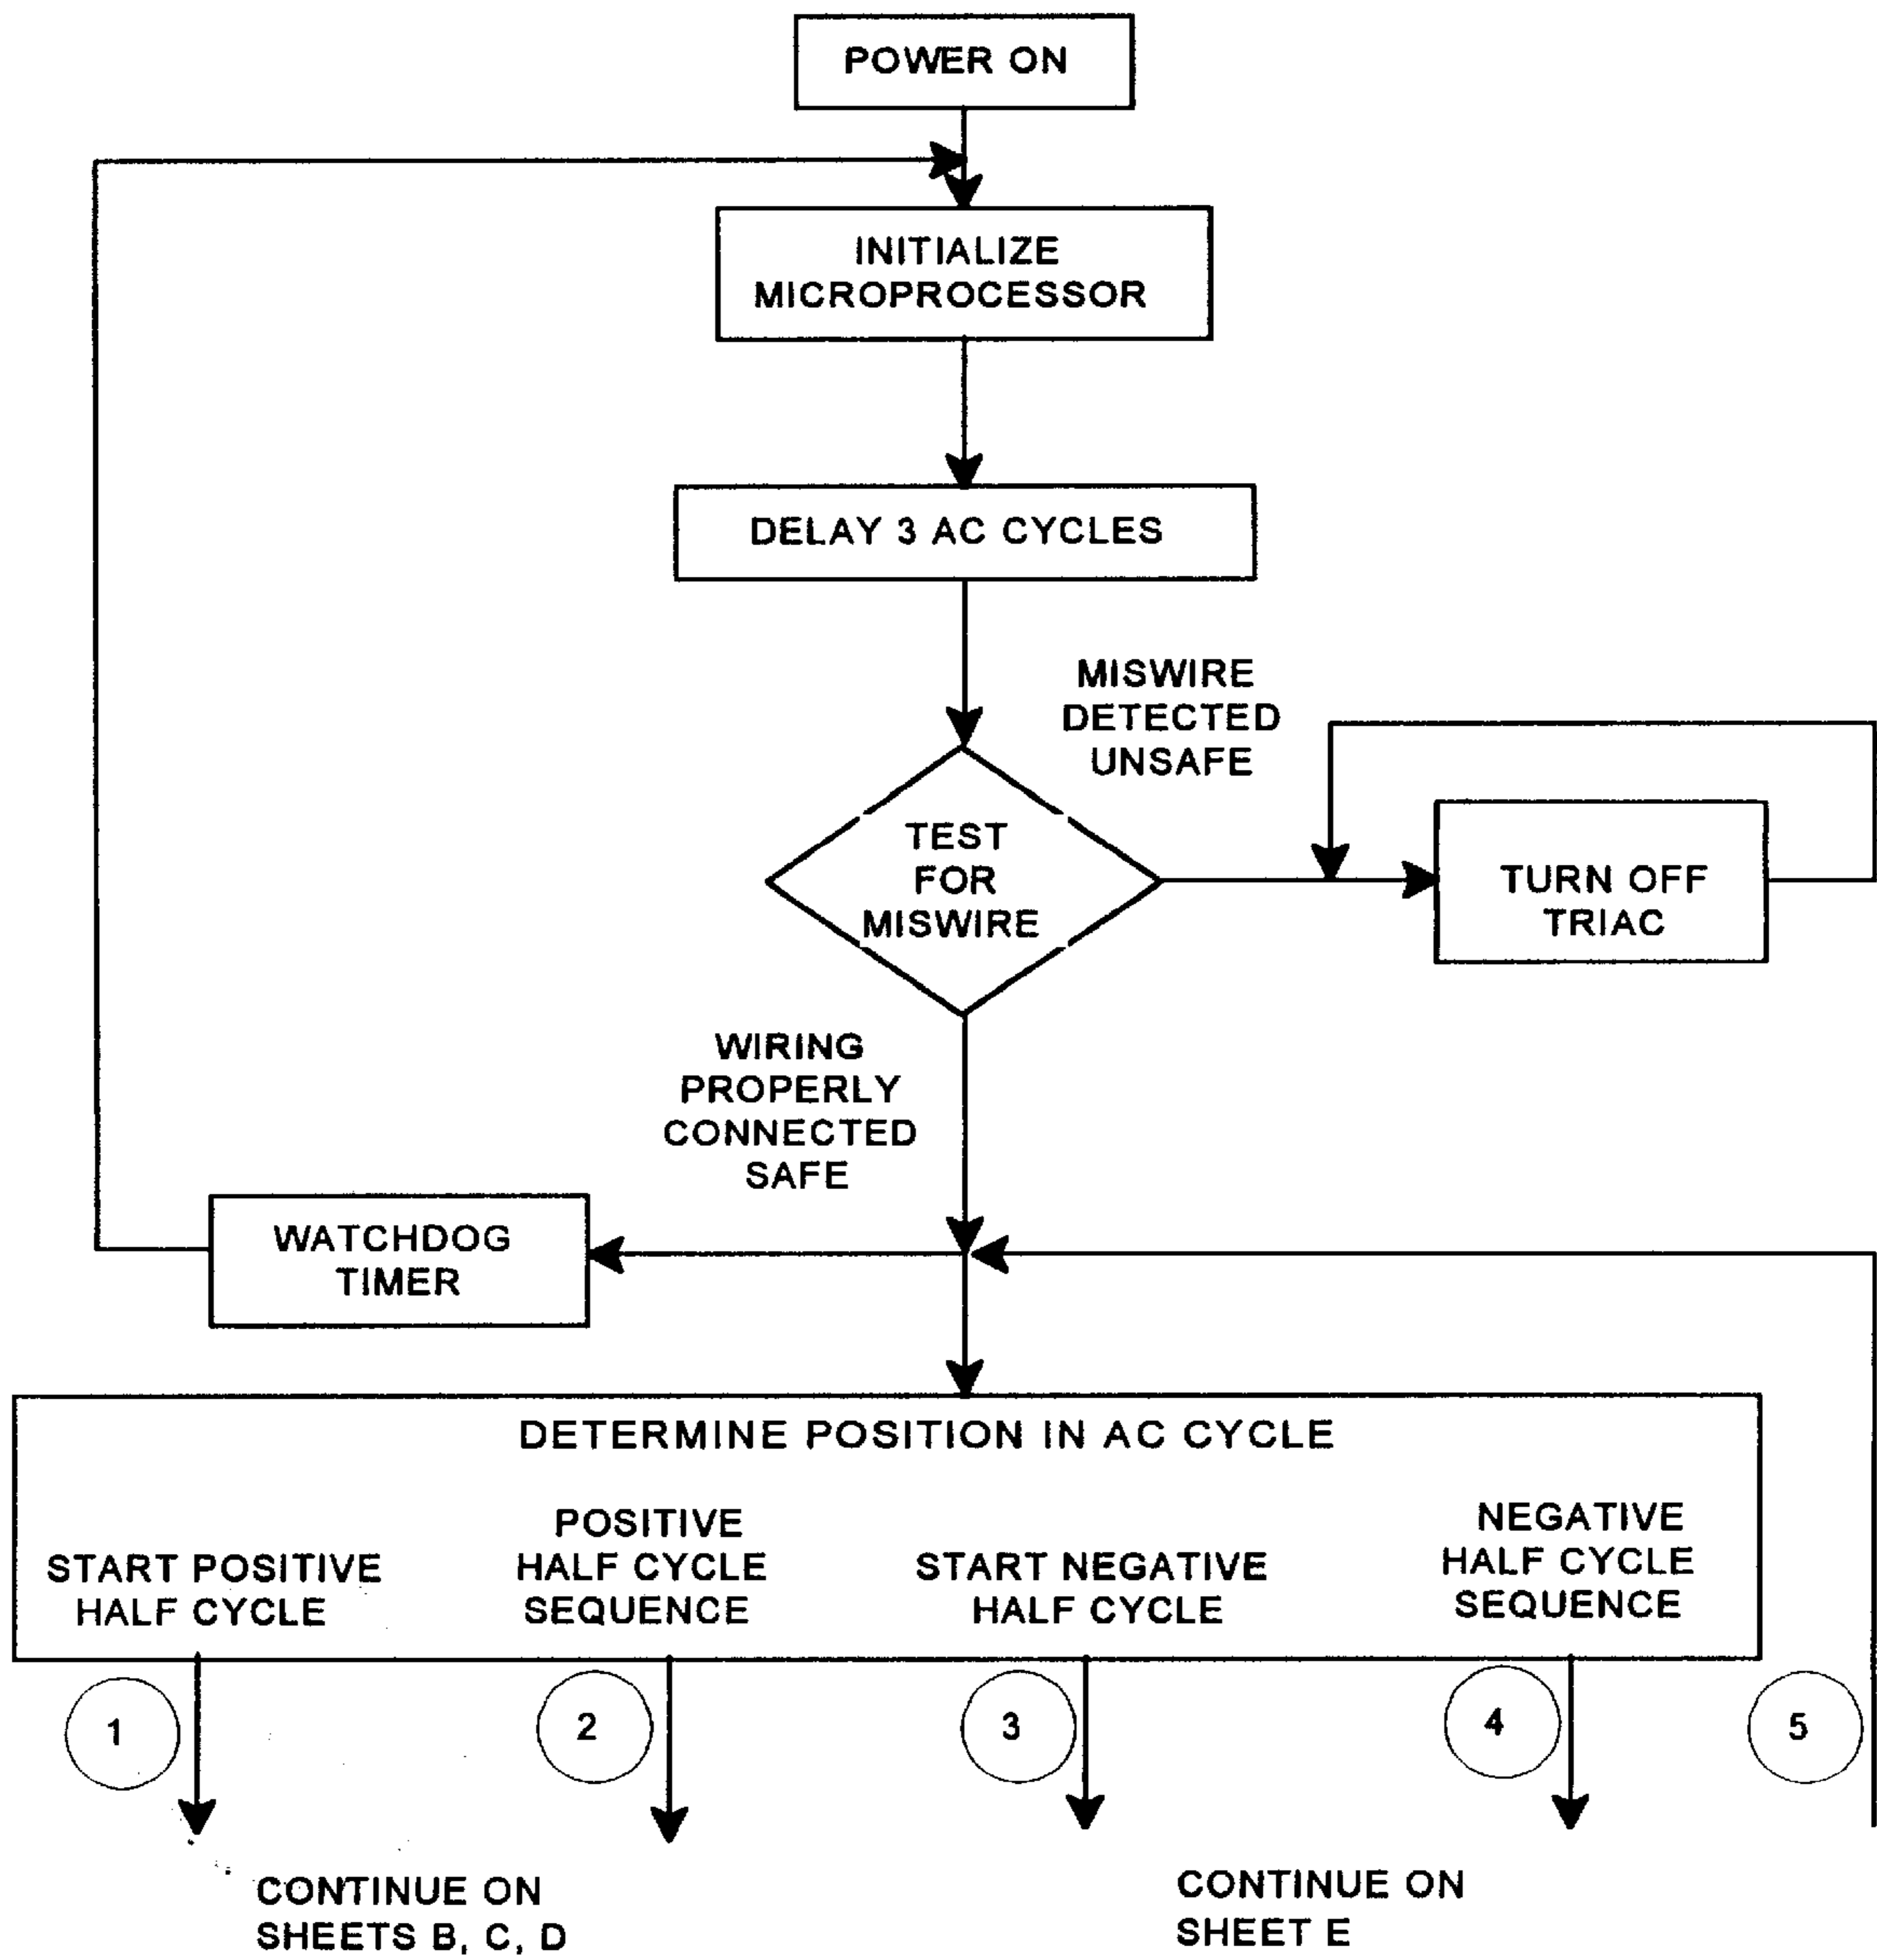 POWER ON
INITIALIZE
MICROPROCESSOR
DELAY 3 AC CYCLES
MISWIRE
DETECTED
UNSAFE
TEST
FOR
MISWIRE
TURN OFF
TRIAC
WIRING
PROPERLY
CONNECTED
SAFE
WATCHDOG
TIMER
DETERMINE POSITION IN AC CYCLE
START POSITIVE
HALF CYCLE
POSITIVE
HALF CYCLE
SEQUENCE
START NEGATIVE
HALF CYCLE
NEGATIVE
HALF CYCLE
SEQUENCE
1
2
3
4
5
CONTINUE ON
SHEETS B, C, D
CONTINUE ON
SHEET E